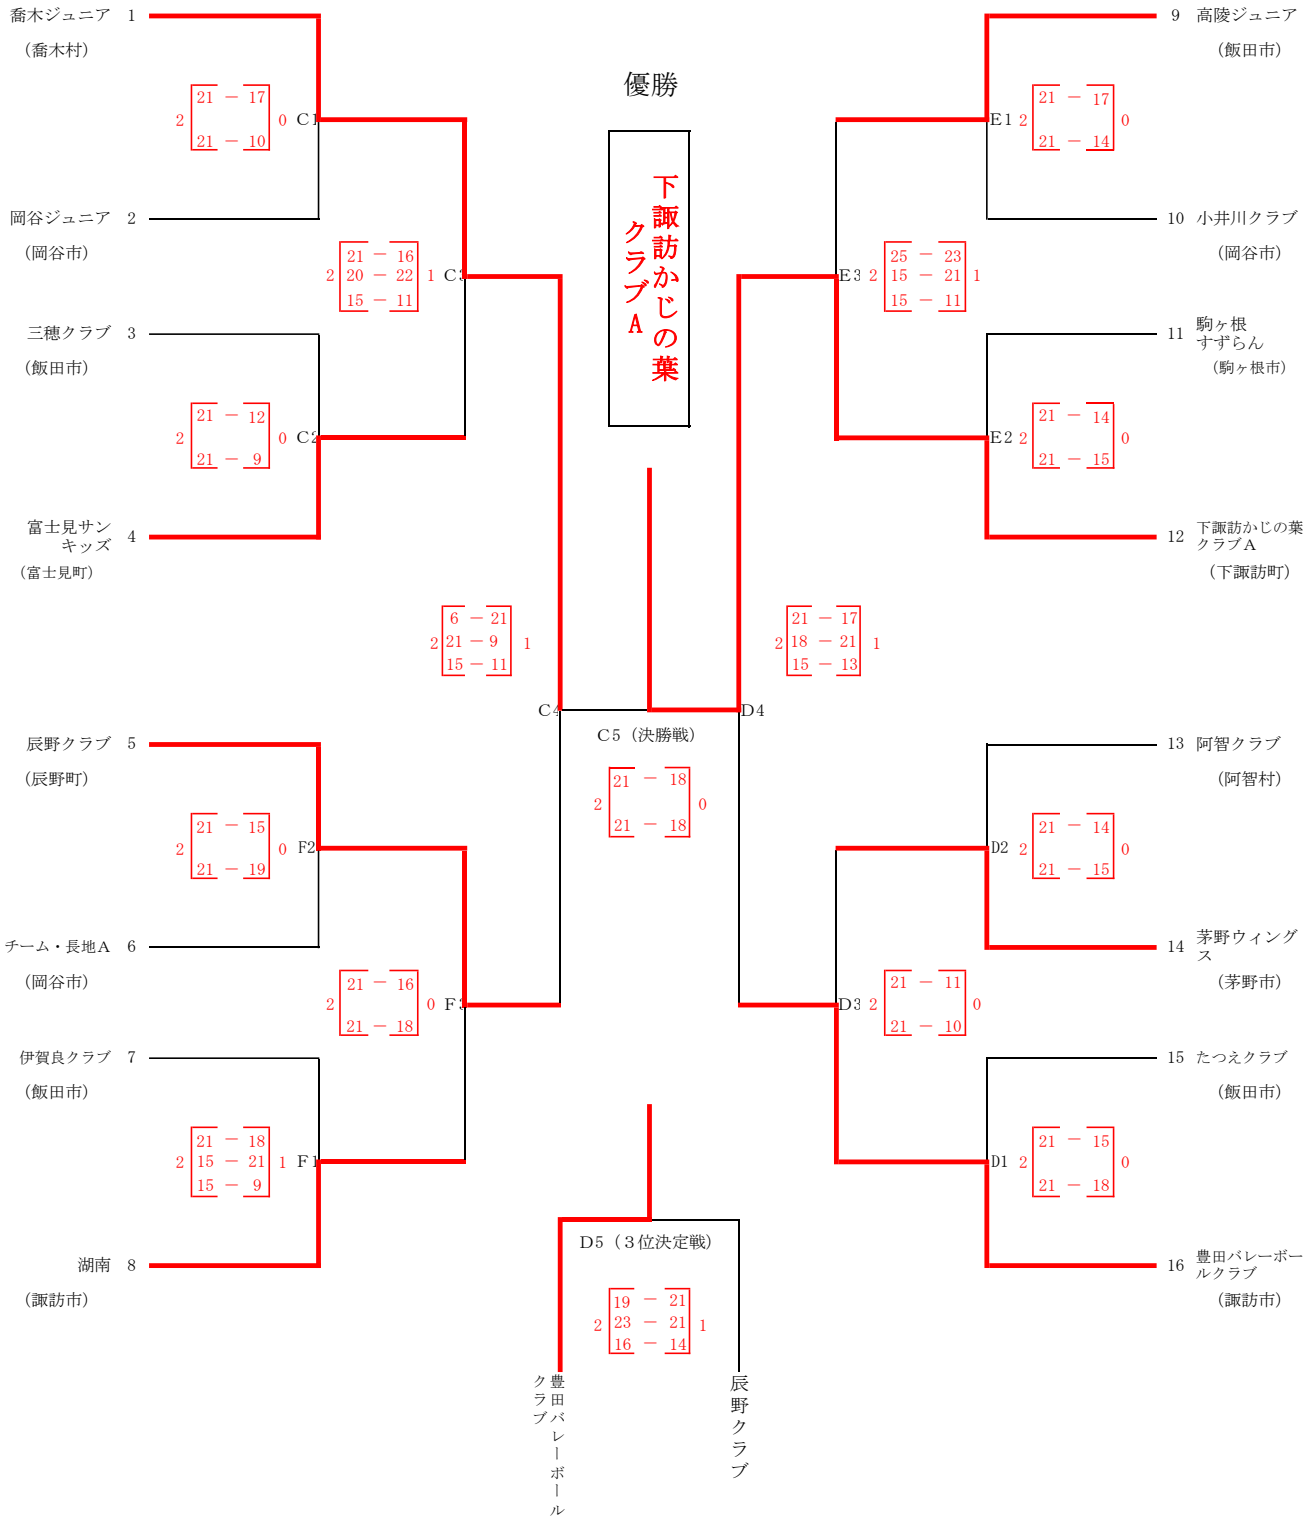 喬木ジュニア 1
（喬木村）
2 21 － 17 0 C1
21 － 10
岡谷ジュニア 2
（岡谷市）
21 － 16
2 20 － 22 1 C3
15 － 11
三穂クラブ 3
（飯田市）
21 － 12
2 0 C2
21 － 9
富士見サン
キッズ 4
（富士見町）
6 － 21
2 21 － 9 1
15 － 11
C4
辰野クラブ 5
（辰野町）
21 － 15
2 0 F2
21 － 19
チーム・長地A 6
（岡谷市）
21 － 16
2 0 F3
21 － 18
伊賀良クラブ 7
（飯田市）
21 － 18
2 15 － 21 1 F1
15 － 9
湖南 8
（諏訪市）
優勝
下諏訪かじの葉
クラブA
C5（決勝戦）
21 － 18
2 0
21 － 18
D5（３位決定戦）
19 － 21
2 23 － 21 1
16 － 14
豊田バレーボール
クラブ
辰野クラブ
9 高陵ジュニア
（飯田市）
21 － 17
E1 2 0
21 － 14
10 小井川クラブ
（岡谷市）
25 － 23
E3 2 15 － 21 1
15 － 11
11 駒ヶ根
すずらん
（駒ヶ根市）
21 － 14
E2 2 0
21 － 15
12 下諏訪かじの葉
クラブA
（下諏訪町）
21 － 17
2 18 － 21 1
15 － 13
D4
13 阿智クラブ
（阿智村）
21 － 14
D2 2 0
21 － 15
14 茅野ウィング
ス
（茅野市）
21 － 11
D3 2 0
21 － 10
15 たつえクラブ
（飯田市）
21 － 15
D1 2 0
21 － 18
16 豊田バレーボー
ルクラブ
（諏訪市）